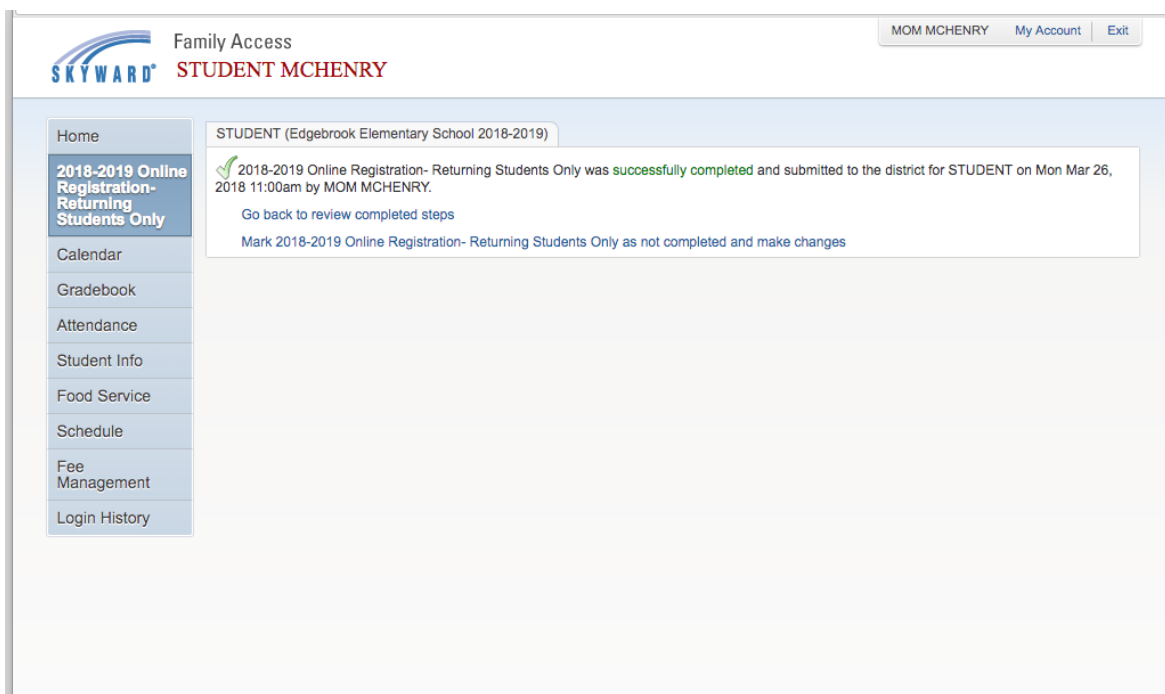 MOM MCHENRY My Account Exit
Family Access
SKYWARD®
STUDENT MCHENRY
Home
2018-2019 Online
Registration-
Returning
Students Only
Calendar
Gradebook
Attendance
Student Info
Food Service
Schedule
Fee
Management
Login History
STUDENT (Edgebrook Elementary School 2018-2019)
2018-2019 Online Registration- Returning Students Only was successfully completed and submitted to the district for STUDENT on Mon Mar 26,
2018 11:00am by MOM MCHENRY.
Go back to review completed steps
Mark 2018-2019 Online Registration- Returning Students Only as not completed and make changes